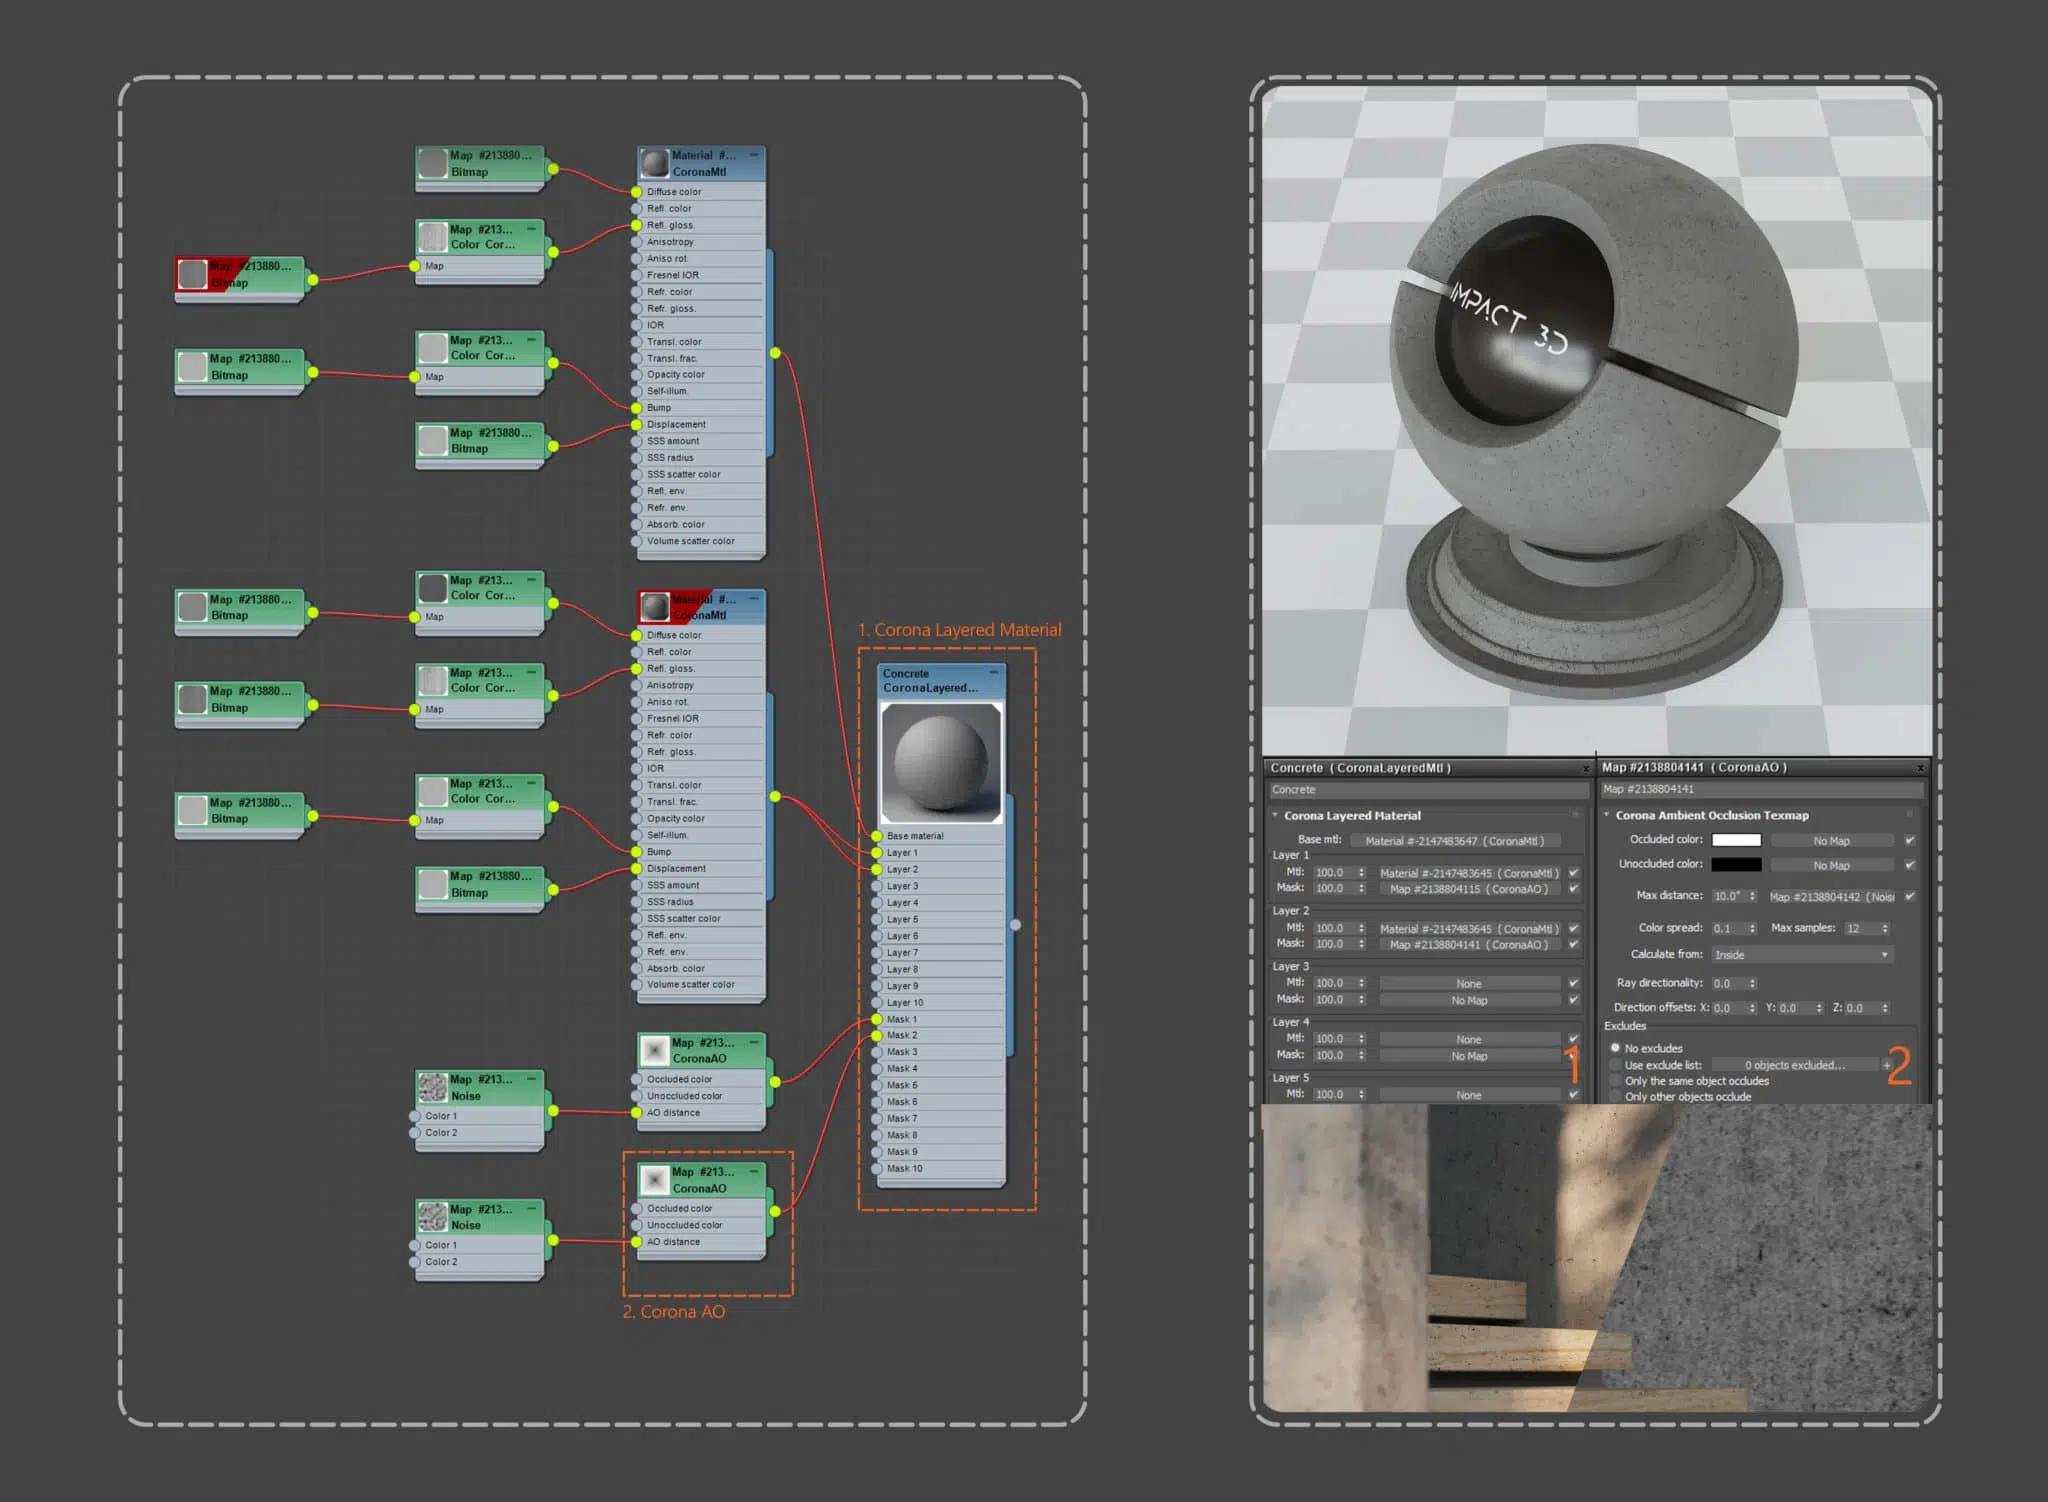 Map #213880...
Bitmap
Map #213...
Color Cor...
Map
Map #213880...
Bitmap
Map #213...
Color Cor...
Map
Map #213880...
Bitmap
Map #213880...
Bitmap
Material #...
CoronaMtl
Diffuse color
Refl. color
Refl. gloss.
Anisotropy
Aniso rot.
Fresnel IOR
Refr. color
Refr. gloss.
IOR
Transl. color
Transl. frac.
Opacity color
Self-illum.
Bump
Displacement
SSS amount
SSS radius
SSS scatter color
Refl. env.
Refr. env.
Absorb. color
Volume scatter color
Map #213880...
Bitmap
Map #213...
Color Cor...
Map
Map #213880...
Bitmap
Map #213...
Color Cor...
Map
Map #213880...
Bitmap
Map #213...
Color Cor...
Map
Map #213880...
Bitmap
Material #...
CoronaMtl
Diffuse color
Refl. color
Refl. gloss.
Anisotropy
Aniso rot.
Fresnel IOR
Refr. color
Refr. gloss.
IOR
Transl. color
Transl. frac.
Opacity color
Self-illum.
Bump
Displacement
SSS amount
SSS radius
SSS scatter color
Refl. env.
Refr. env.
Absorb. color
Volume scatter color
Map #213...
Noise
Color 1
Color 2
Map #213...
CoronaAO
Occluded color
Unoccluded color
AO distance
Map #213...
Noise
Color 1
Color 2
Map #213...
CoronaAO
Occluded color
Unoccluded color
AO distance
2. Corona AO
1. Corona Layered Material
Concrete
CoronaLayered...
Base material
Layer 1
Layer 2
Layer 3
Layer 4
Layer 5
Layer 6
Layer 7
Layer 8
Layer 9
Layer 10
Mask 1
Mask 2
Mask 3
Mask 4
Mask 5
Mask 6
Mask 7
Mask 8
Mask 9
Mask 10
IMPACT 3D
Concrete ( CoronaLayeredMtl )
x
Concrete
Corona Layered Material
Base mtl: Material #-2147483647 ( CoronaMtl )
Layer 1
Mtl: 100.0 Material #-2147483645 ( CoronaMtl )
Mask: 100.0 Map #2138804115 ( CoronaAO )
Layer 2
Mtl: 100.0 Material #-2147483645 ( CoronaMtl )
Mask: 100.0 Map #2138804141 ( CoronaAO )
Layer 3
Mtl: 100.0 None
Mask: 100.0 No Map
Layer 4
Mtl: 100.0 None
Mask: 100.0 No Map
1
Layer 5
Mtl: 100.0 None
Map #2138804141 ( CoronaAO )
x
Map #2138804141
Corona Ambient Occlusion Texmap
Occluded color: No Map
Unoccluded color: No Map
Max distance: 10.0" Map #2138804142 ( Nois
Color spread: 0.1 Max samples: 12
Calculate from: Inside
Ray directionality: 0.0
Direction offsets: X: 0.0 Y: 0.0 Z: 0.0
Excludes
No excludes
Use exclude list: 0 objects excluded... +
2
Only the same object occludes
Only other objects occlude